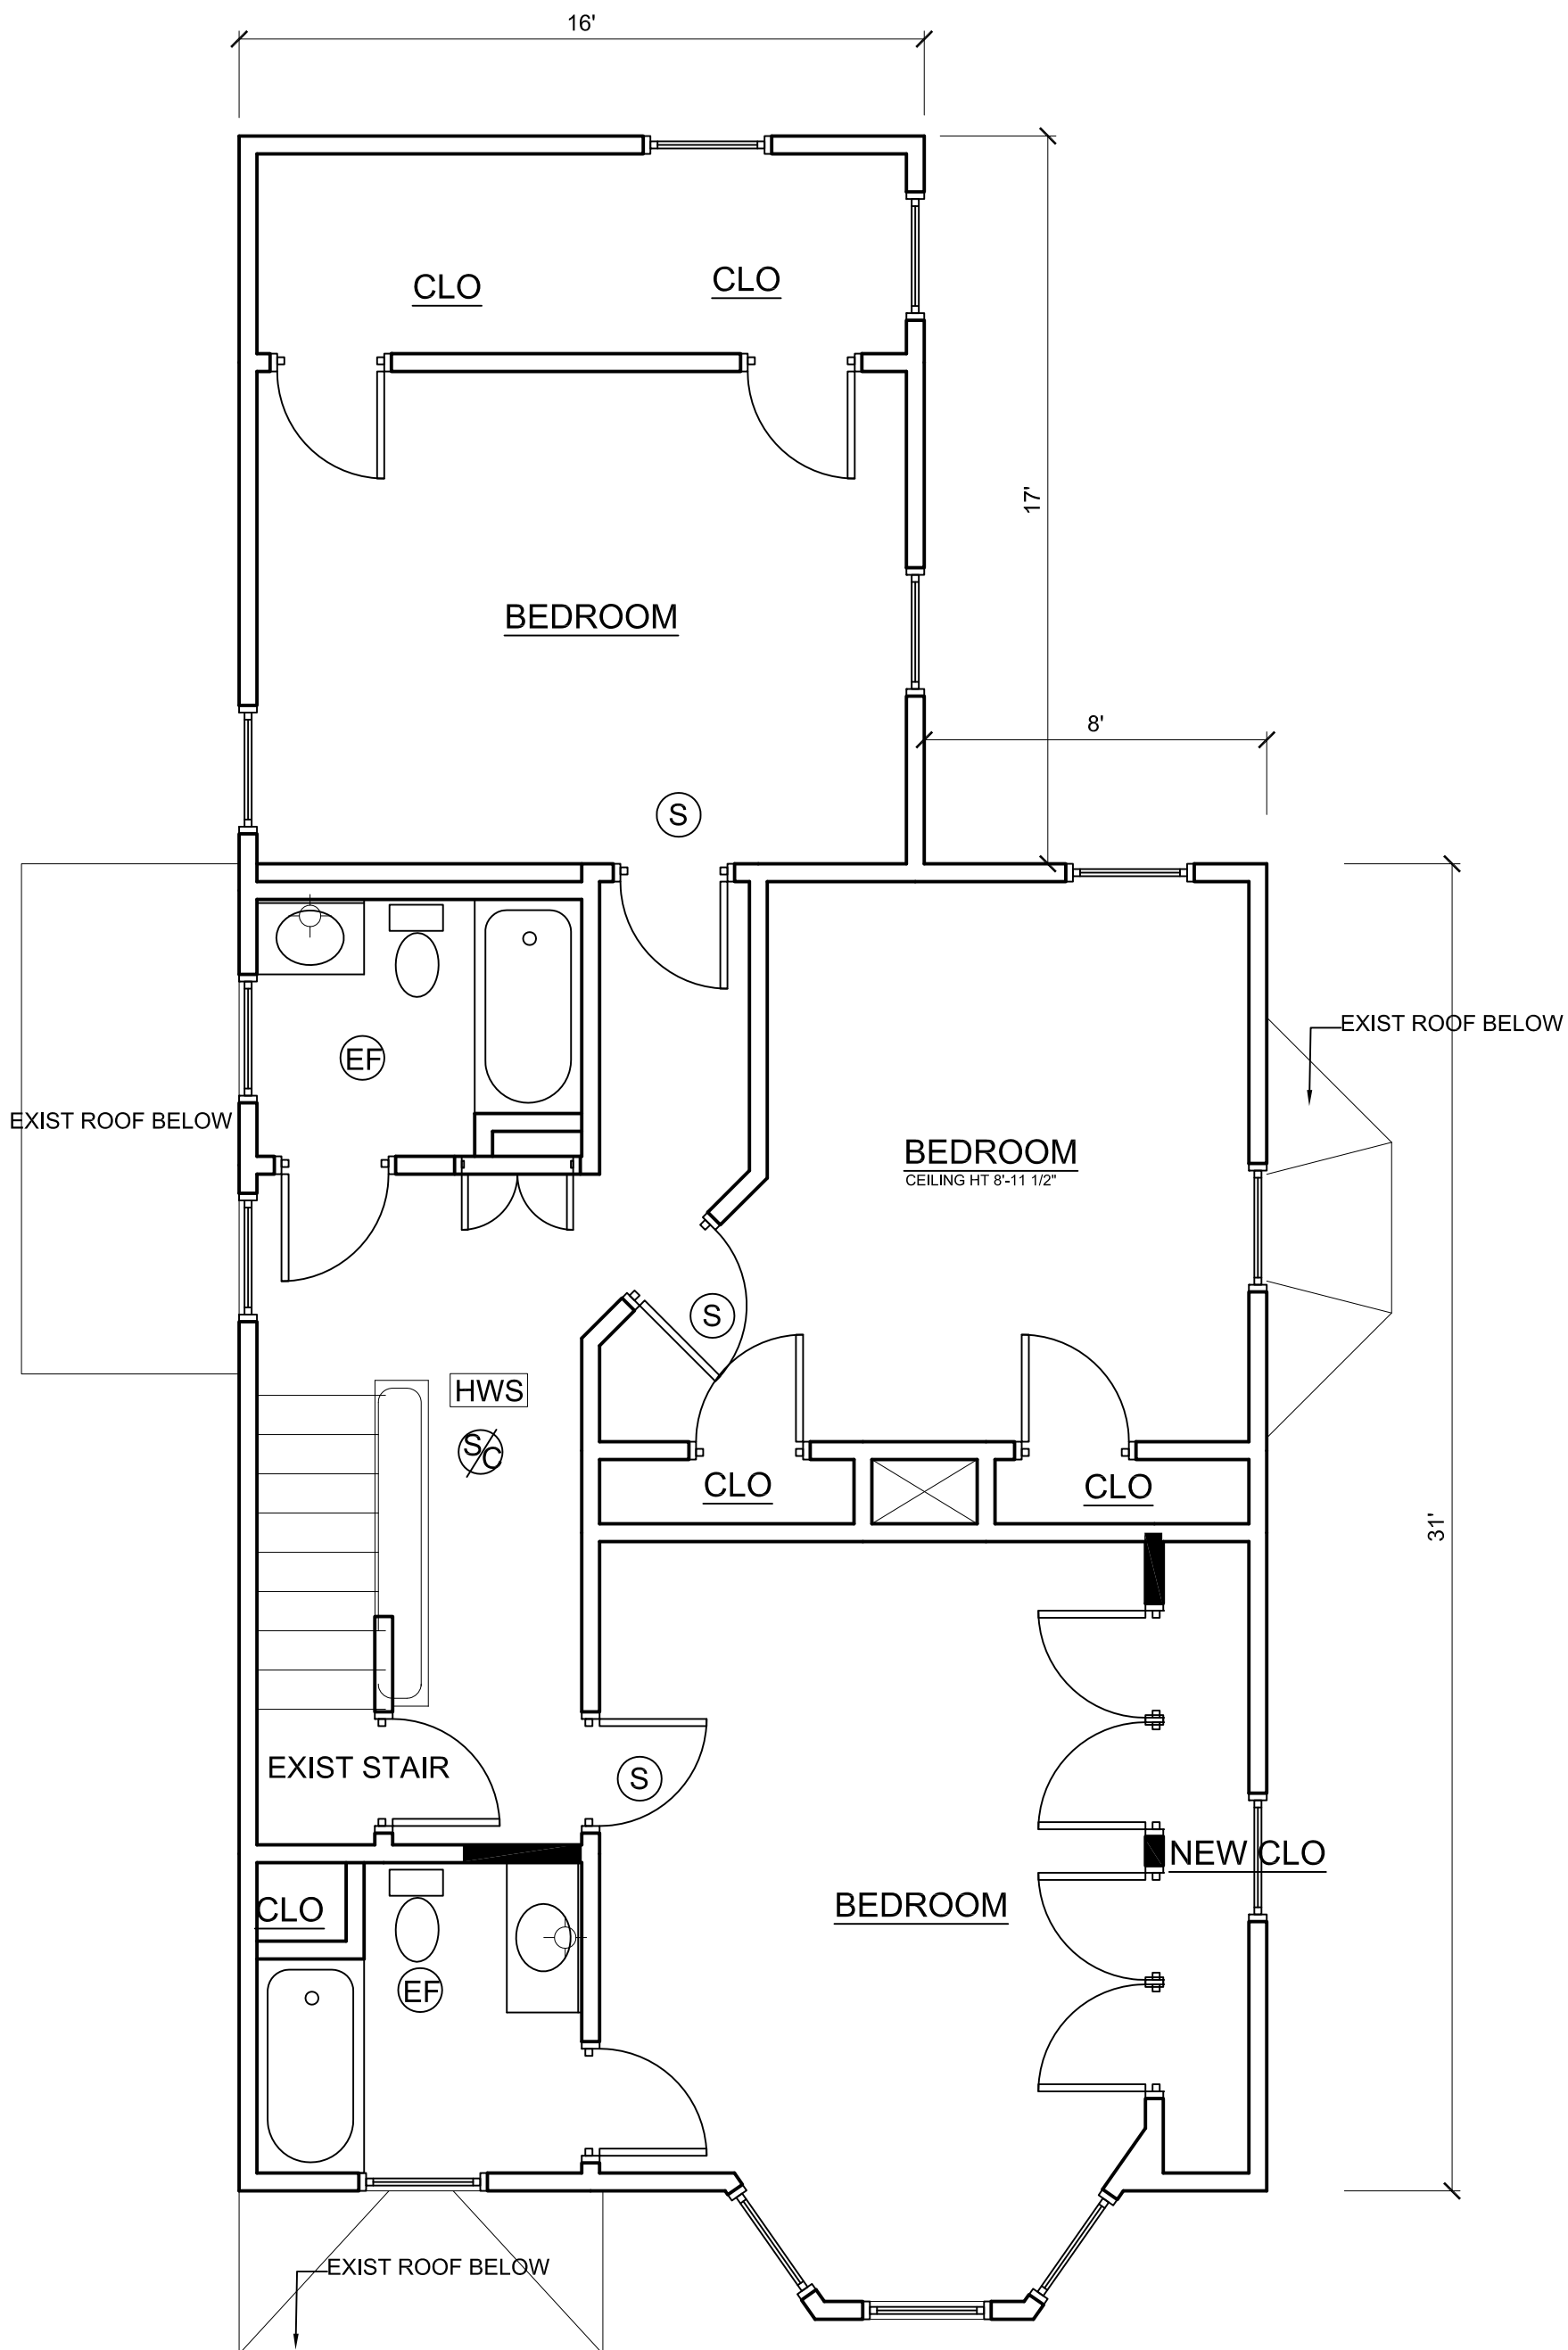 16'
CLO
CLO
17'
BEDROOM
8'
S
EXIST ROOF BELOW
EF
EXIST ROOF BELOW
BEDROOM
CEILING HT 8'-11 1/2"
S
HWS
S/C
CLO
CLO
31'
EXIST STAIR
S
NEW CLO
CLO
BEDROOM
EF
EXIST ROOF BELOW